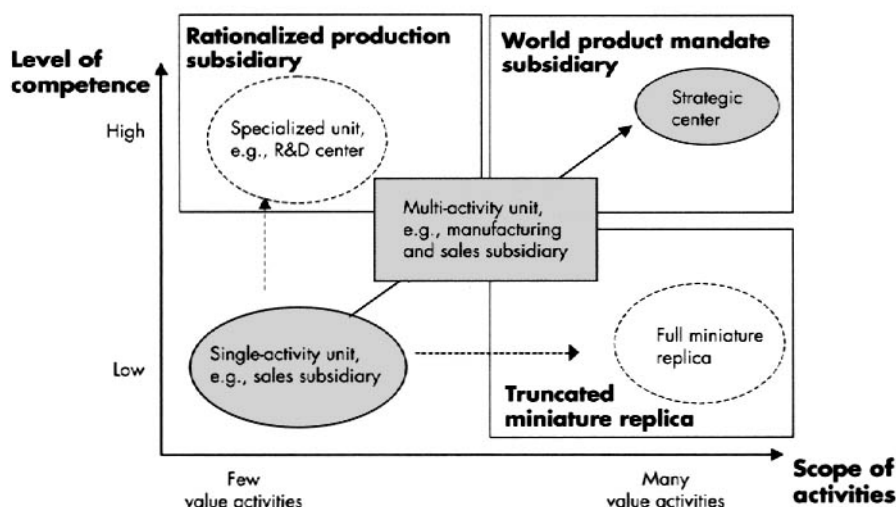 Level of
competence
High
Low
Rationalized production
subsidiary
Specialized unit,
e.g., R&D center
World product mandate
subsidiary
Strategic
center
Multi-activity unit,
e.g., manufacturing
and sales subsidiary
Single-activity unit,
e.g., sales subsidiary
Full miniature
replica
Truncated
miniature replica
Few
value activities
Many
value activities
Scope of
activities